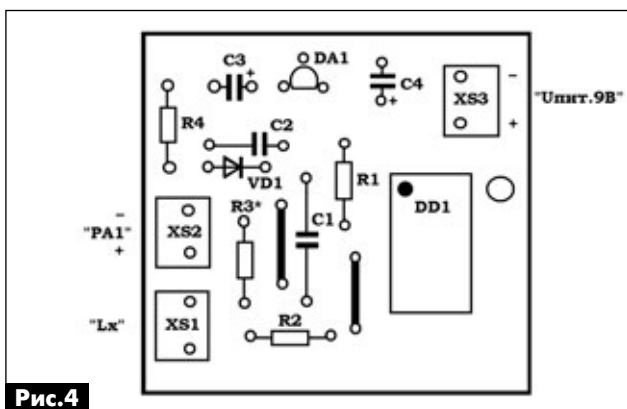 C3
+
DA1
C4
+
XS3
−
+
"Uпит.9В"
R4
C2
VD1
R1
DD1
−
"PA1"
+
XS2
R3*
C1
"Lx"
XS1
R2
Рис.4